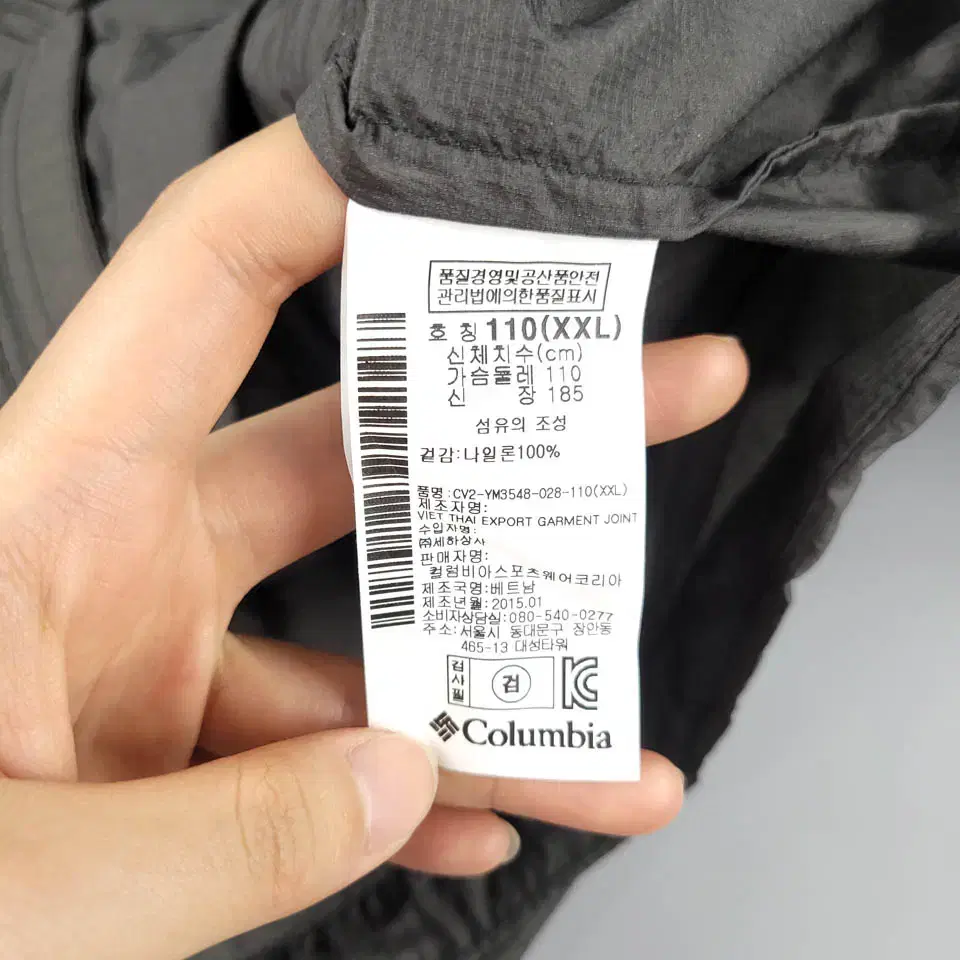 품질경영및공산품안전
관리법에의한품질표시
호 칭 110(XXL)
신체치수(cm)
가슴둘레 110
신 장 185
섬유의 조성
겉감:나일론100%
품명:CV2-YM3548-028-110(XXL)
제조자명:
VIET THAI EXPORT GARMENT JOINT
수입자명:
(주)세하상사
판매자명:
컬럼비아스포츠웨어코리아
제조국명:베트남
제조년월:2015.01
소비자상담실:080-540-0277
주소:서울시 동대문구 장안동
465-13 대성타워
검사필
검
KC
Columbia